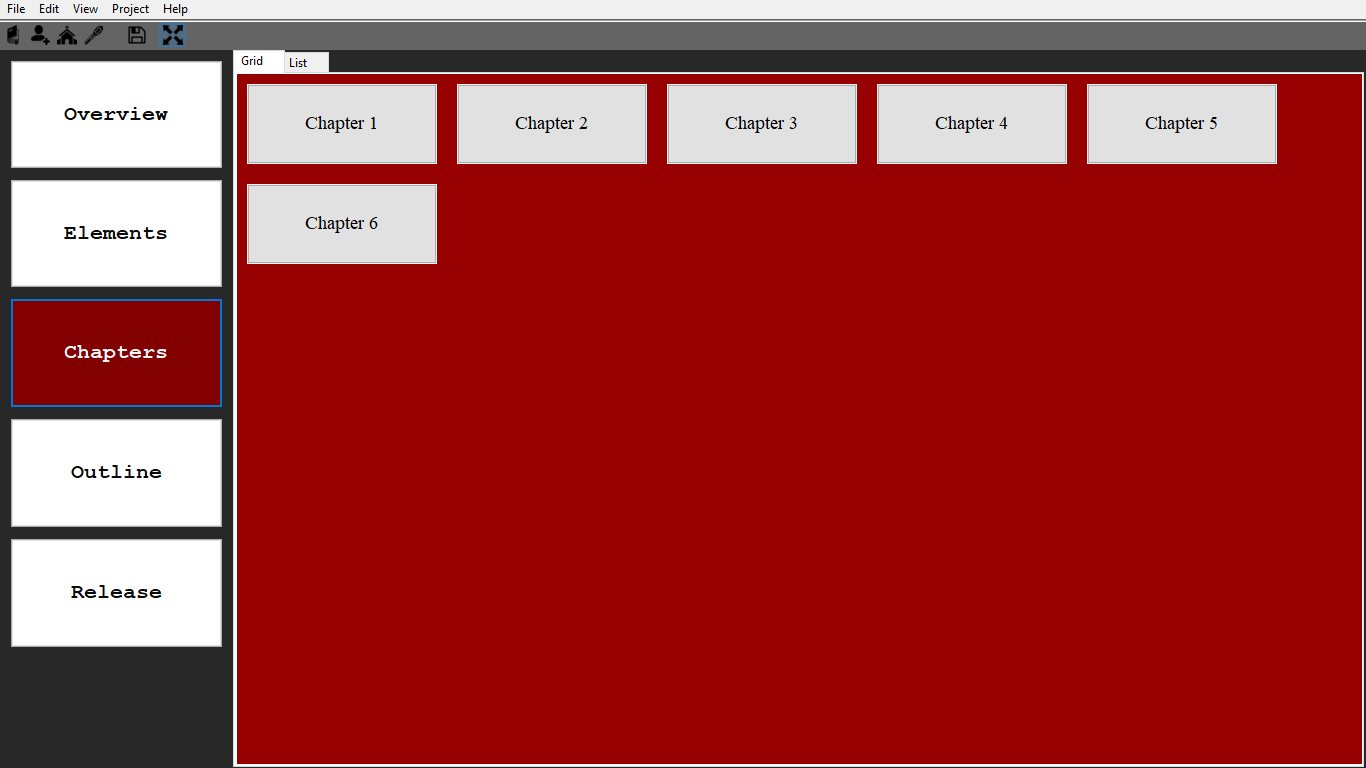 File Edit View Project Help
Grid List
Overview
Elements
Chapters
Outline
Release
Chapter 1 Chapter 2 Chapter 3 Chapter 4 Chapter 5
Chapter 6